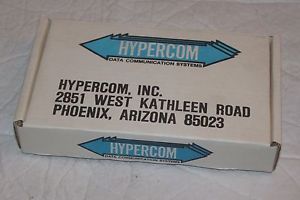 HYPERCOM
DATA COMMUNICATION SYSTEMS
HYPERCOM, INC.
2851 WEST KATHLEEN ROAD
PHOENIX, ARIZONA 85023
HYPERCOM
DATA COMMUNICATION SYSTEMS